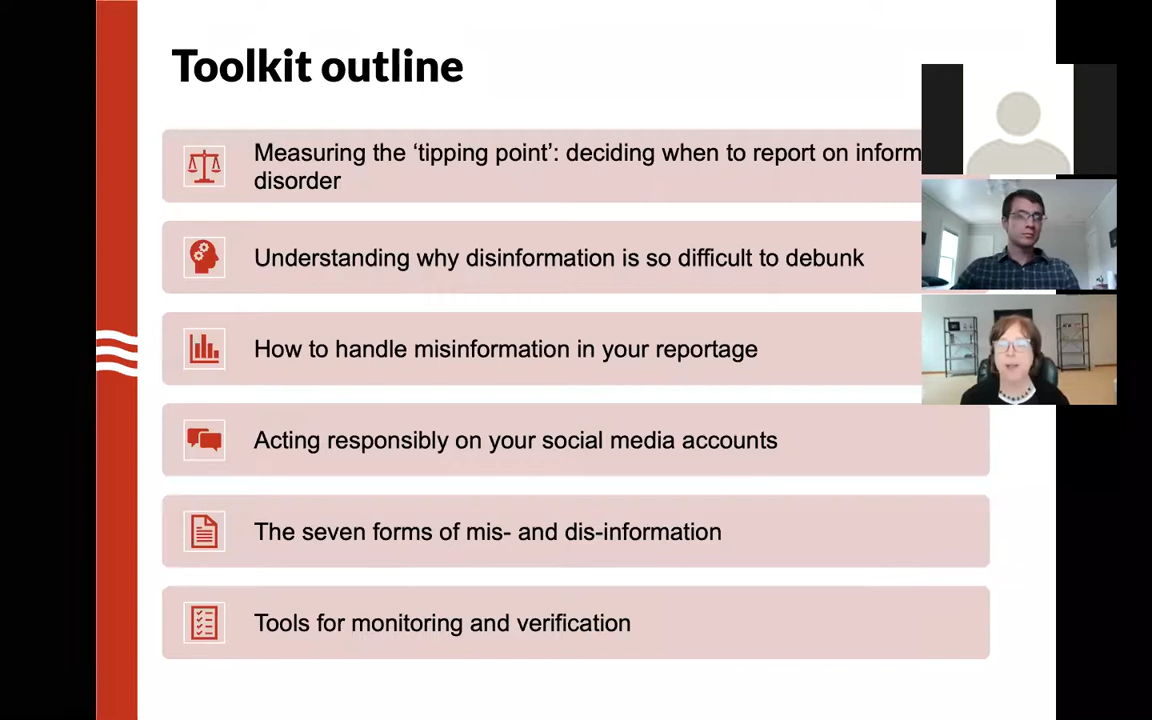 Toolkit outline
Measuring the ‘tipping point’: deciding when to report on inform
disorder
Understanding why disinformation is so difficult to debunk
How to handle misinformation in your reportage
Acting responsibly on your social media accounts
The seven forms of mis- and dis-information
Tools for monitoring and verification